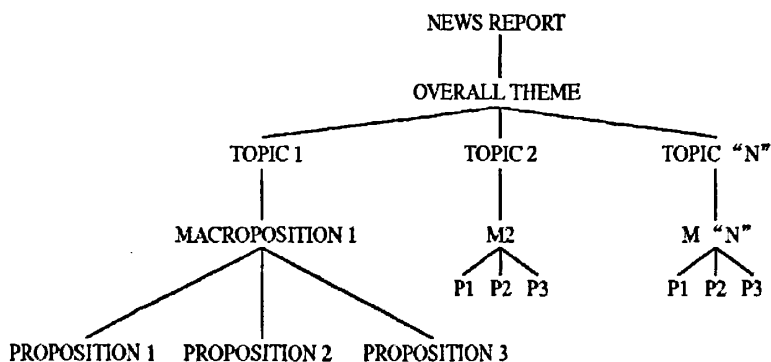 NEWS REPORT
OVERALL THEME
TOPIC 1 TOPIC 2 TOPIC “N”
MACROPOSITION 1 M2 M “N”
P1 P2 P3 P1 P2 P3
PROPOSITION 1 PROPOSITION 2 PROPOSITION 3